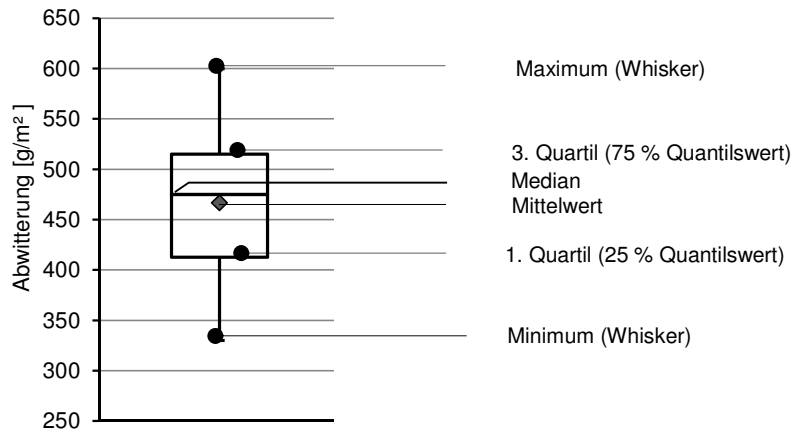 650
600
550
500
450
400
350
300
250
Abwitterung [g/m² ]
Maximum (Whisker)
3. Quartil (75 % Quantilswert)
Median
Mittelwert
1. Quartil (25 % Quantilswert)
Minimum (Whisker)